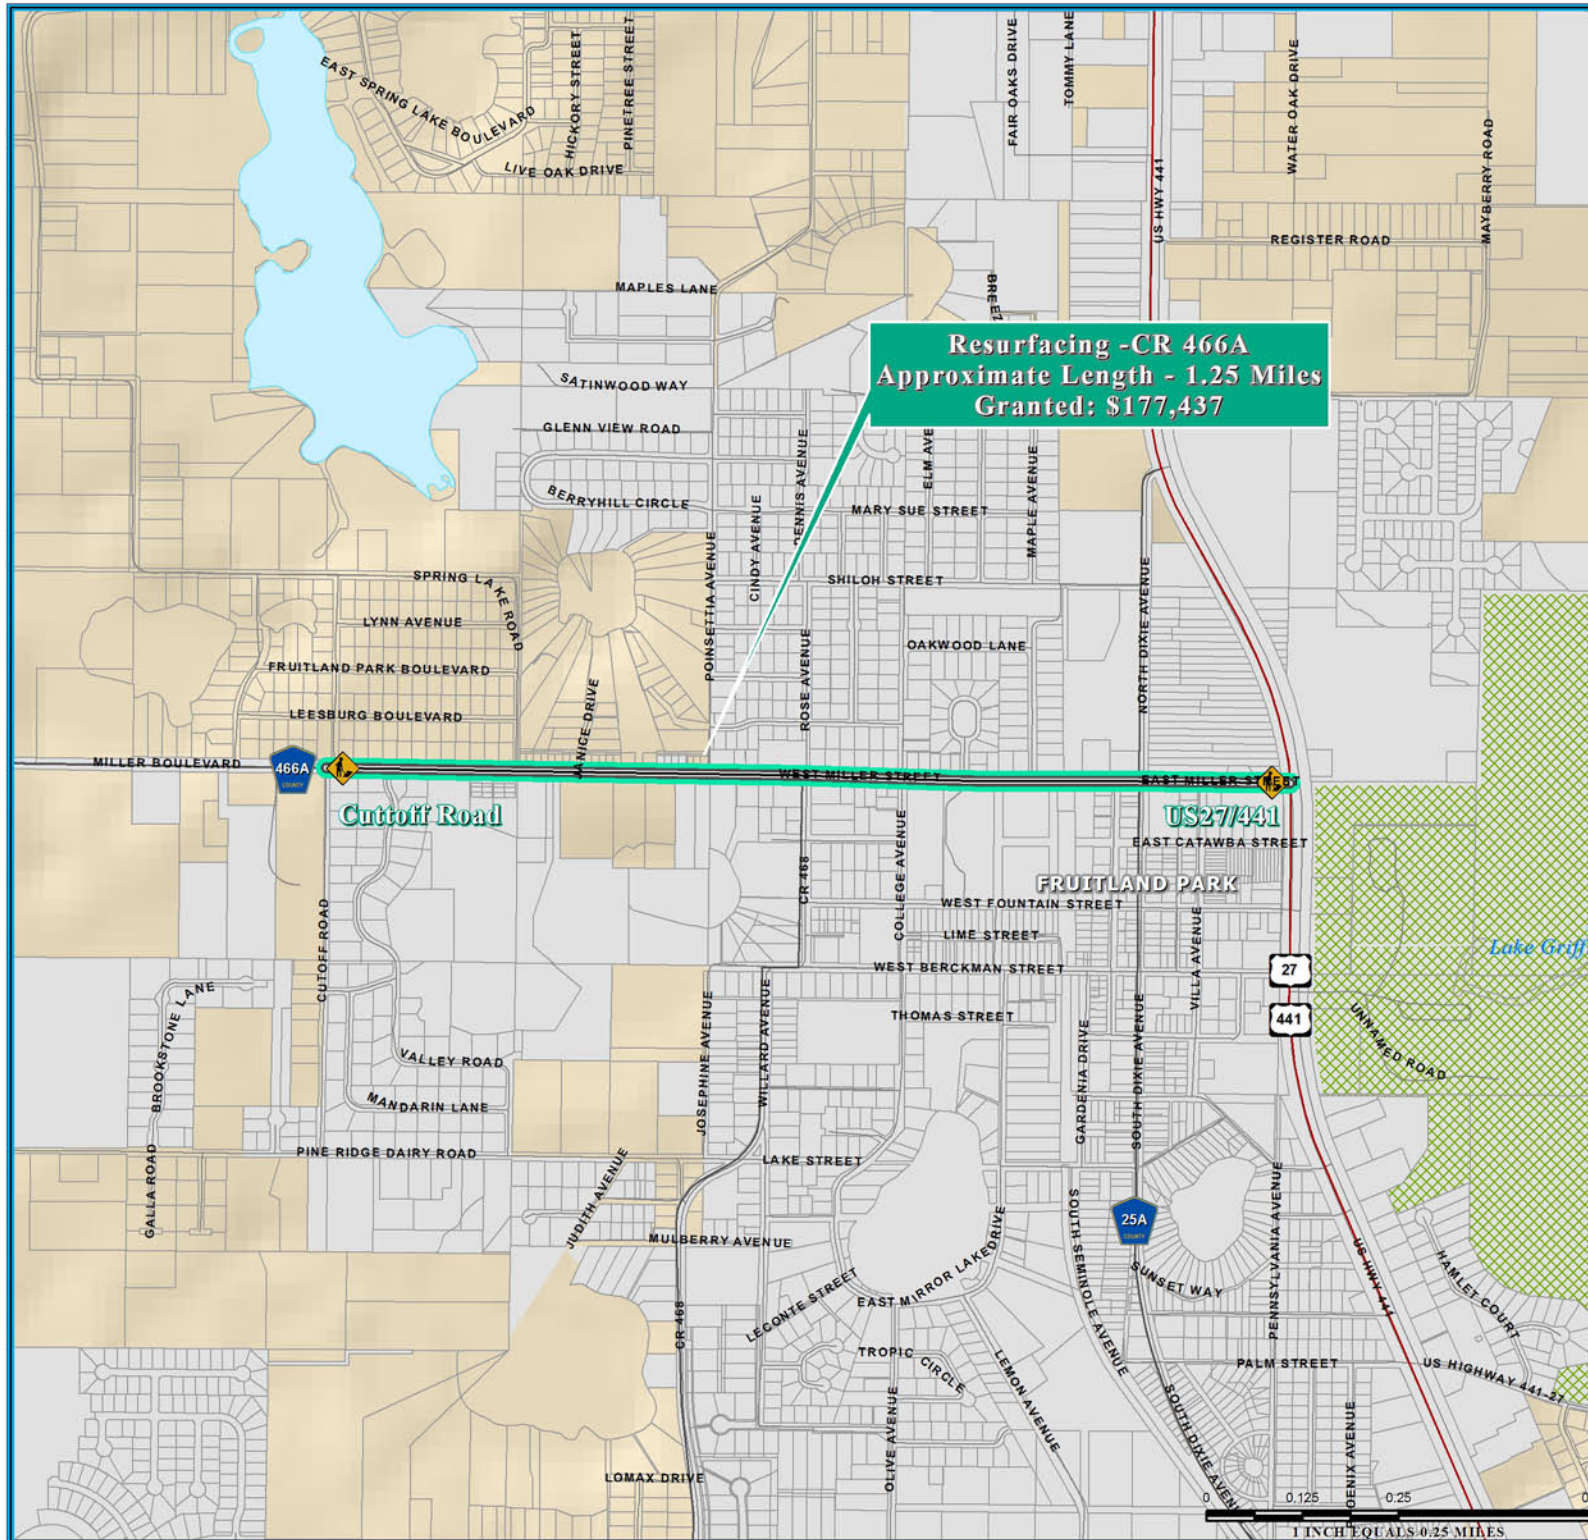 EAST SPRING LAKE BOULEVARD
HICKORY STREET
PINETREE STREET
FAIR OAKS DRIVE
TOMMY LANE
WATER OAK DRIVE
MAYBERRY ROAD
LIVE OAK DRIVE
US HWY 441
REGISTER ROAD
MAPLES LANE
Resurfacing -CR 466A
Approximate Length - 1.25 Miles
Granted: $177,437
SATINWOOD WAY
GLENN VIEW ROAD
ELM AVE
BERRYHILL CIRCLE
CINDY AVENUE
MARY SUE STREET
MAPLE AVENUE
SPRING LAKE ROAD
POINSETTIA AVENUE
SHILOH STREET
NORTH DIXIE AVENUE
LYNN AVENUE
ROSE AVENUE
OAKWOOD LANE
FRUITLAND PARK BOULEVARD
LEESBURG BOULEVARD
JANICE DRIVE
MILLER BOULEVARD
466A
COUNTY
WEST MILLER STREET
EAST MILLER STREET
Cuttoff Road
US27/441
EAST CATAWBA STREET
CR 468
COLLEGE AVENUE
FRUITLAND PARK
WEST FOUNTAIN STREET
CUTOFF ROAD
LIME STREET
VILLA AVENUE
Lake Griff
WEST BERCKMAN STREET
27
BROOKSTONE LANE
JOSEPHINE AVENUE
WILLARD AVENUE
THOMAS STREET
441
UNNAMED ROAD
VALLEY ROAD
GARDENIA DRIVE
SOUTH DIXIE AVENUE
MANDARIN LANE
PINE RIDGE DAIRY ROAD
LAKE STREET
GALLA ROAD
JUDITH AVENUE
25A
COUNTY
SOUTH SEMINOLE AVENUE
PENNSYLVANIA AVENUE
MULBERRY AVENUE
SUNSET WAY
US HWY 441
HAMLET COURT
LECONTE STREET
EAST MIRROR LAKE DRIVE
CR 468
TROPIC CIRCLE
LEMON AVENUE
PALM STREET
US HIGHWAY 441-27
OLIVE AVENUE
SOUTH DIXIE AVENUE
LOMAX DRIVE
0 0.125 0.25
1 INCH EQUALS 0.25 MILES